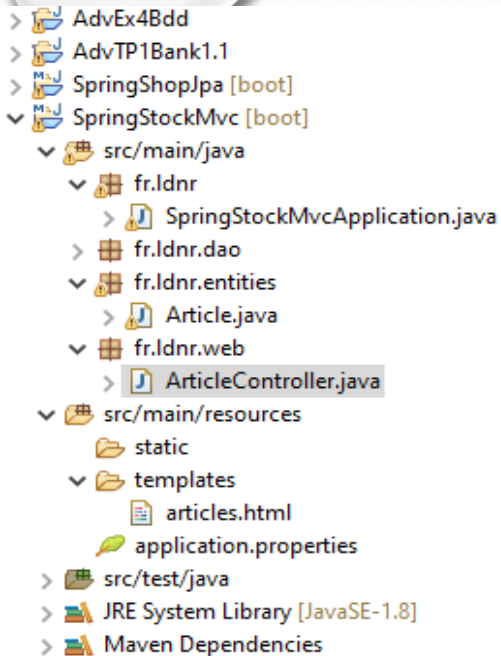 AdvEx4Bdd
AdvTP1Bank1.1
SpringShopJpa [boot]
SpringStockMvc [boot]
src/main/java
fr.ldnr
SpringStockMvcApplication.java
fr.ldnr.dao
fr.ldnr.entities
Article.java
fr.ldnr.web
ArticleController.java
src/main/resources
static
templates
articles.html
application.properties
src/test/java
JRE System Library [JavaSE-1.8]
Maven Dependencies